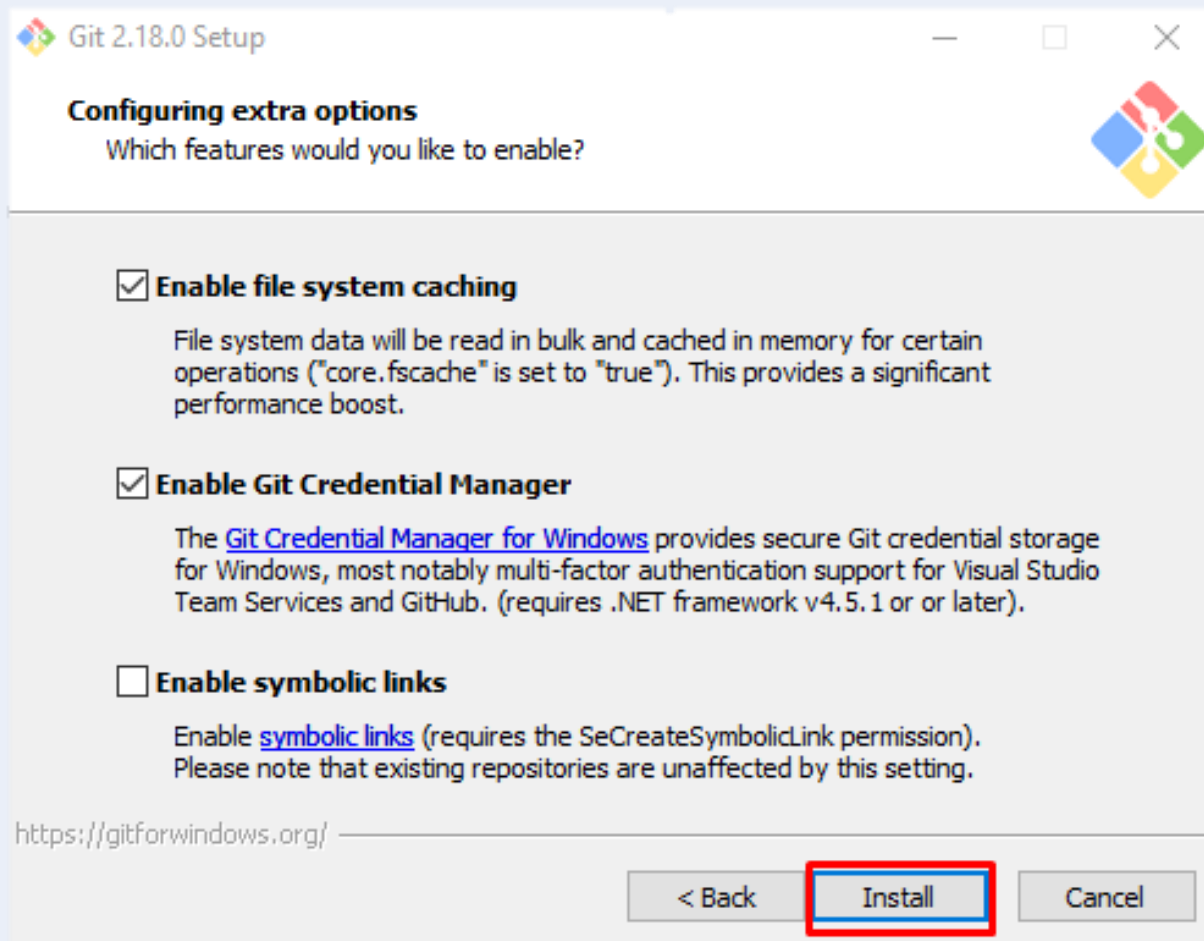 Git 2.18.0 Setup
Configuring extra options
Which features would you like to enable?
Enable file system caching
File system data will be read in bulk and cached in memory for certain
operations ("core.fscache" is set to "true"). This provides a significant
performance boost.
Enable Git Credential Manager
The Git Credential Manager for Windows provides secure Git credential storage
for Windows, most notably multi-factor authentication support for Visual Studio
Team Services and GitHub. (requires .NET framework v4.5.1 or or later).
Enable symbolic links
Enable symbolic links (requires the SeCreateSymbolicLink permission).
Please note that existing repositories are unaffected by this setting.
https://gitforwindows.org/
< Back Install Cancel